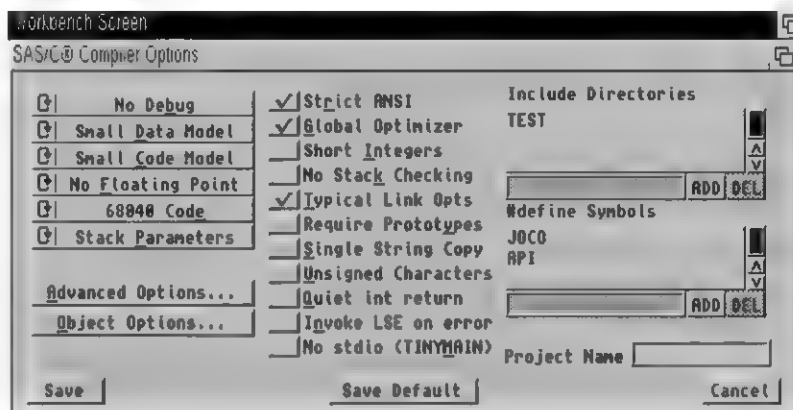 Workbench Screen
SAS/C® Compiler Options
No Debug
Small Data Model
Small Code Model
No Floating Point
68040 Code
Stack Parameters
Advanced Options...
Object Options...
Strict ANSI
Global Optimizer
Short Integers
No Stack Checking
Typical Link Opts
Require Prototypes
Single String Copy
Unsigned Characters
Quiet int return
Invoke LSE on error
No stdio (TINYMAIN)
Include Directories
TEST
ADD DEL
#define Symbols
JOCO
API
ADD DEL
Project Name
Save
Save Default
Cancel